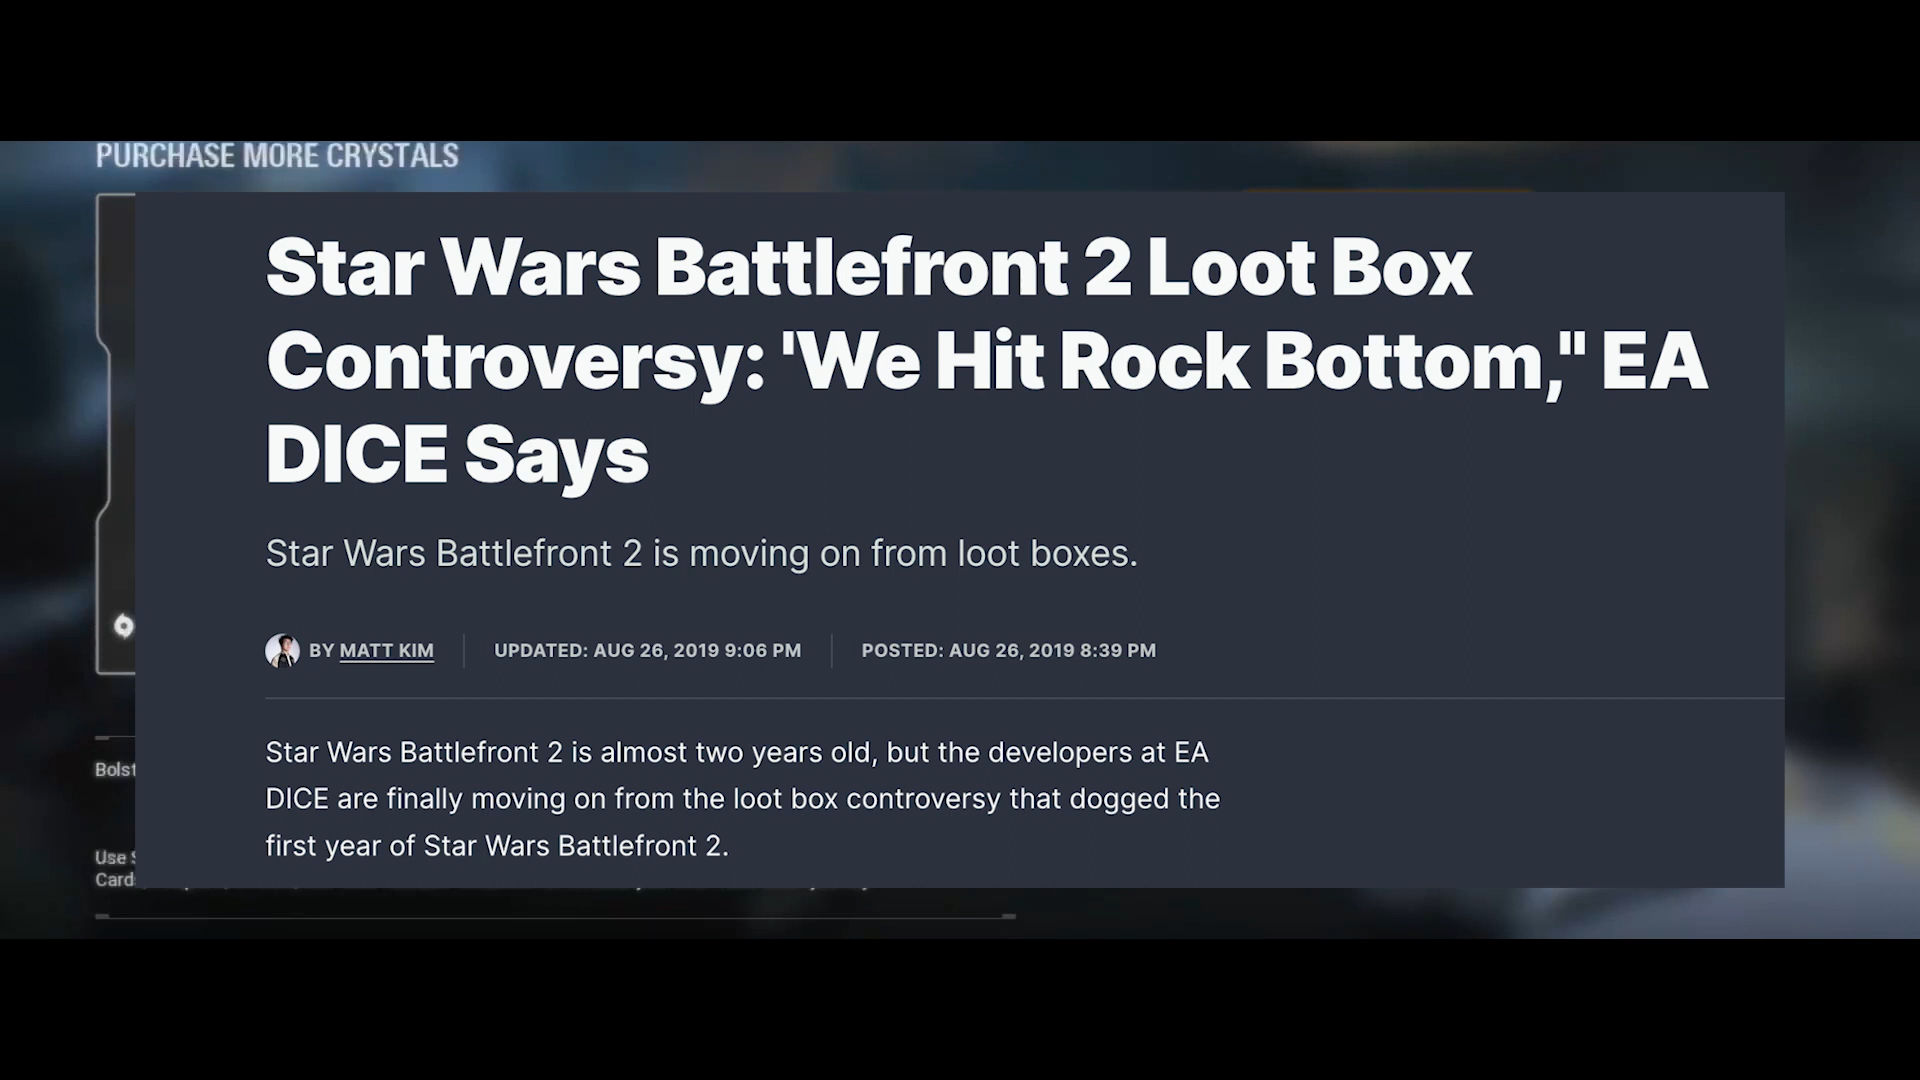 PURCHASE MORE CRYSTALS
Star Wars Battlefront 2 Loot Box
Controversy: 'We Hit Rock Bottom," EA
DICE Says
Star Wars Battlefront 2 is moving on from loot boxes.
BY MATT KIM UPDATED: AUG 26, 2019 9:06 PM POSTED: AUG 26, 2019 8:39 PM
Star Wars Battlefront 2 is almost two years old, but the developers at EA
DICE are finally moving on from the loot box controversy that dogged the
first year of Star Wars Battlefront 2.
Bolst
Use
Card